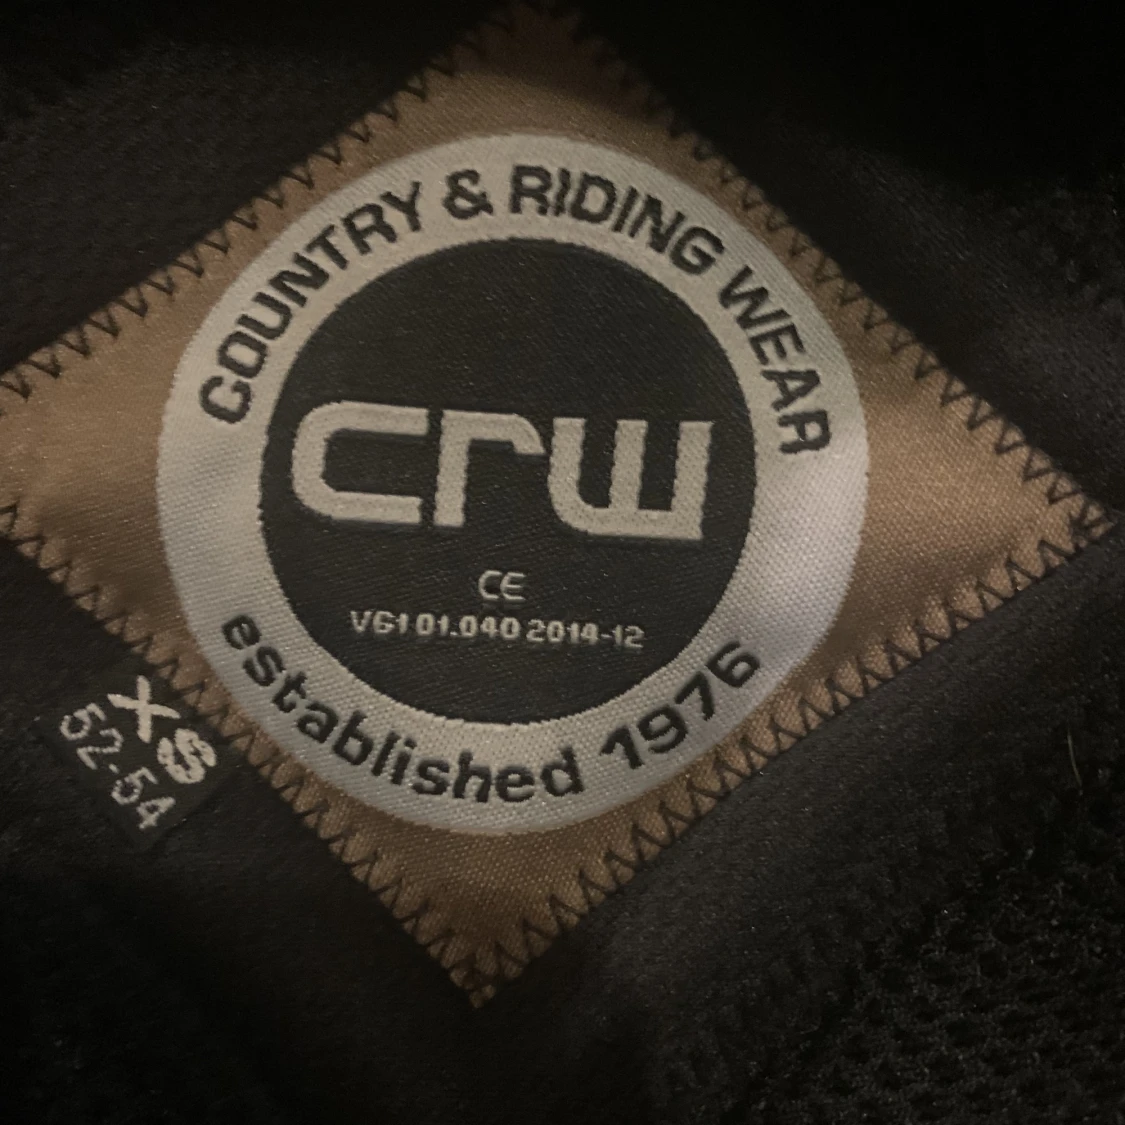 COUNTRY & RIDING WEAR
crw
CE
VG1 01.040 2014-12
established 1976
XS
52-54